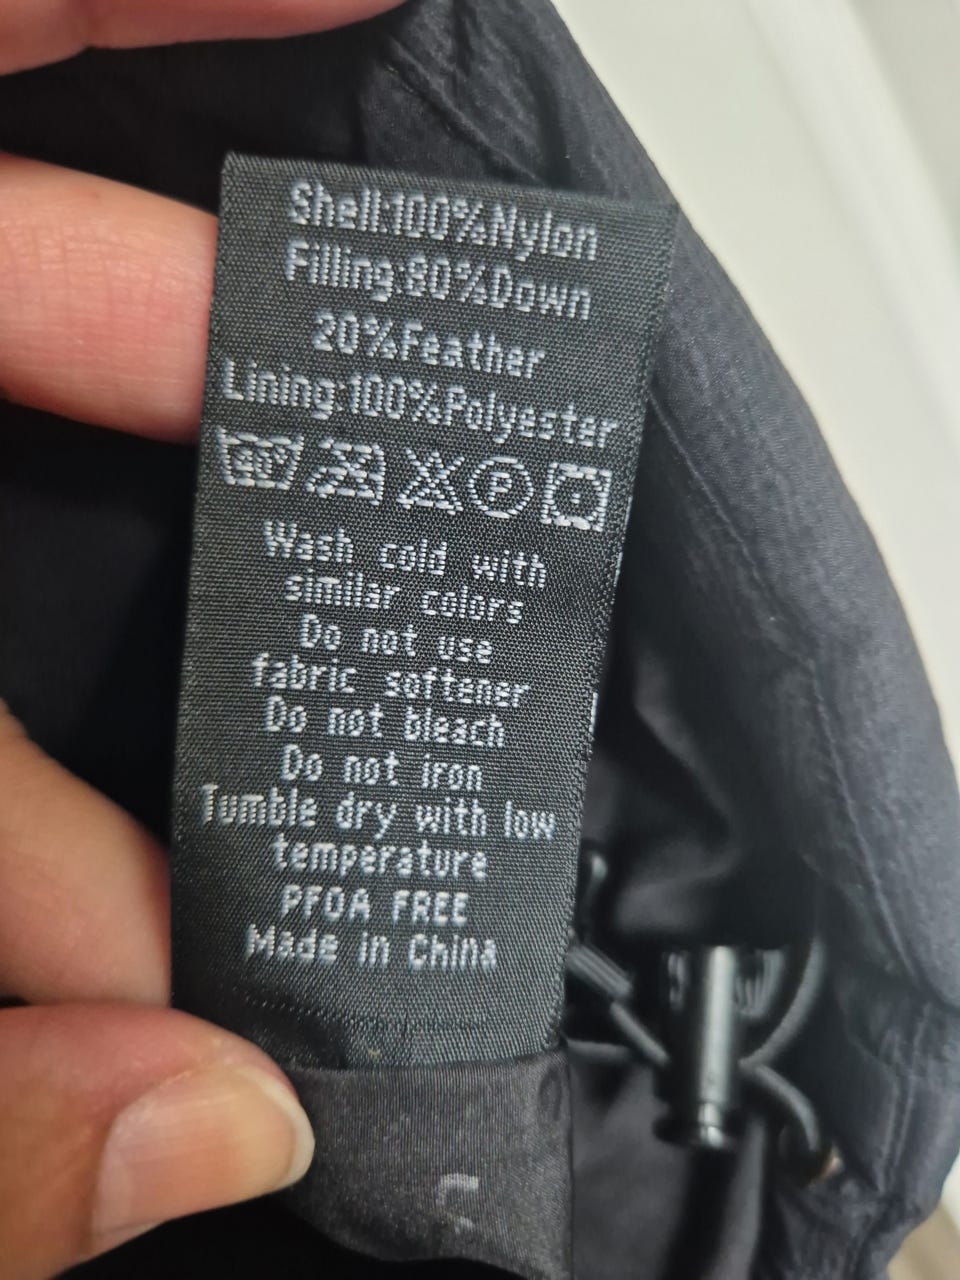 Shell:100%Nylon
Filling:80%Down
20%Feather
Lining:100%Polyester
40° P
Wash cold with
similar colors
Do not use
fabric softener
Do not bleach
Do not iron
Tumble dry with low
temperature
PFOA FREE
Made in China